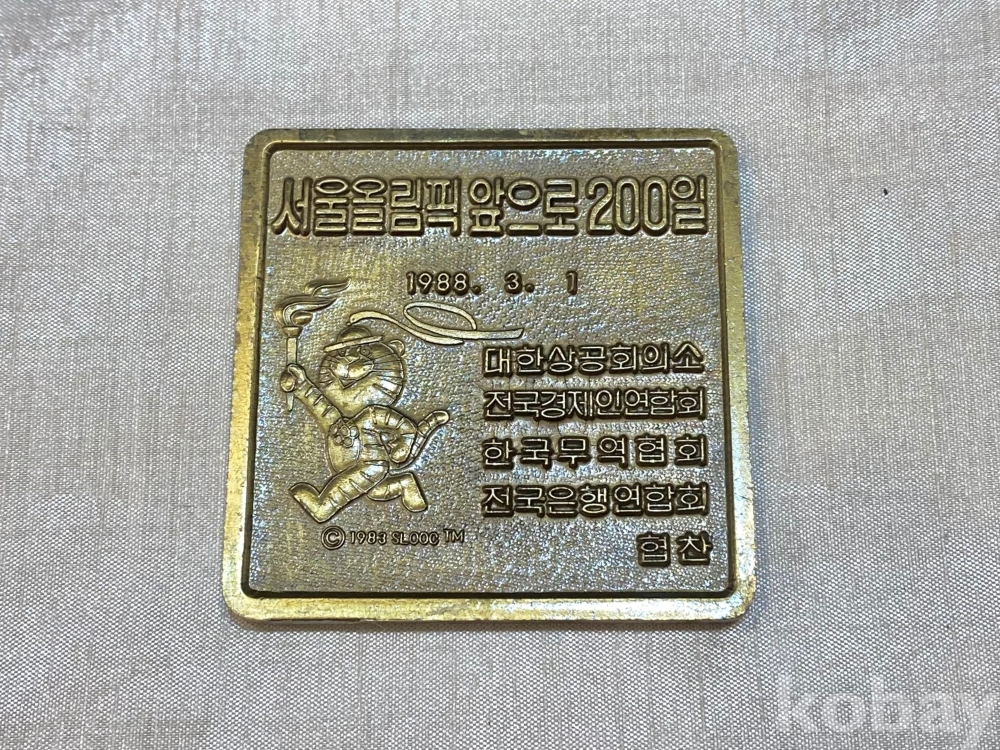 서울올림픽 앞으로 200일
1988. 3. 1
대한상공회의소
전국경제인연합회
한국무역협회
전국은행연합회
협찬
© 1983 SLOOC TM
kobay